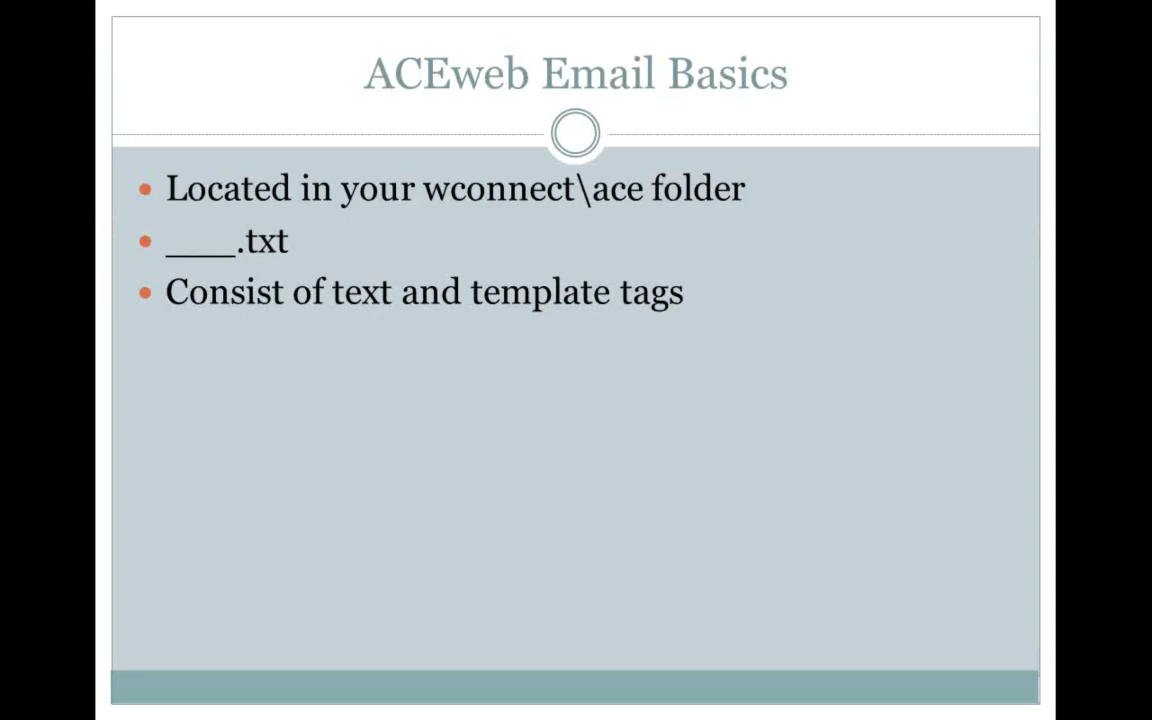 ACEweb Email Basics
Located in your wconnect\ace folder
____.txt
Consist of text and template tags